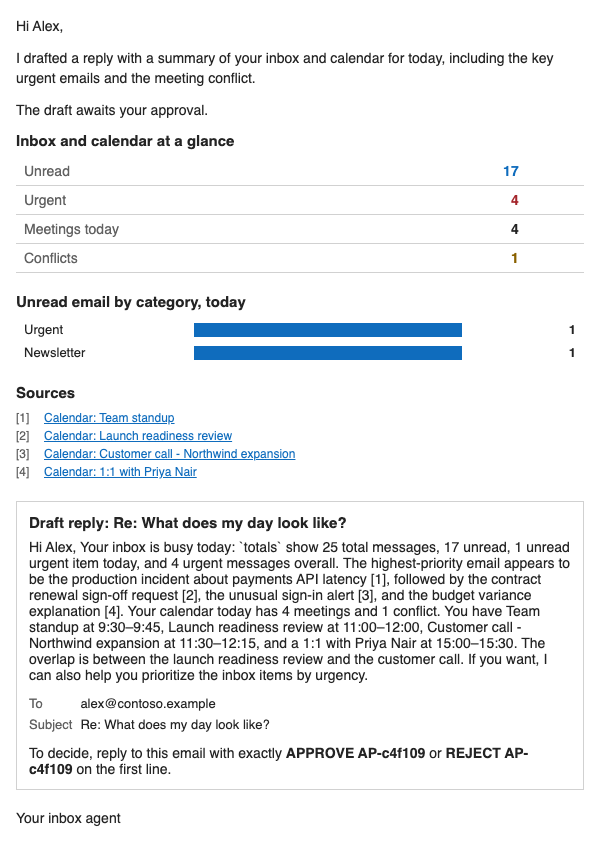 Hi Alex,
I drafted a reply with a summary of your inbox and calendar for today, including the key
urgent emails and the meeting conflict.
The draft awaits your approval.
Inbox and calendar at a glance
Unread 17
Urgent 4
Meetings today 4
Conflicts 1
Unread email by category, today
Urgent 1
Newsletter 1
Sources
[1] Calendar: Team standup
[2] Calendar: Launch readiness review
[3] Calendar: Customer call - Northwind expansion
[4] Calendar: 1:1 with Priya Nair
Draft reply: Re: What does my day look like?
Hi Alex, Your inbox is busy today: `totals` show 25 total messages, 17 unread, 1 unread
urgent item today, and 4 urgent messages overall. The highest-priority email appears to
be the production incident about payments API latency [1], followed by the contract
renewal sign-off request [2], the unusual sign-in alert [3], and the budget variance
explanation [4]. Your calendar today has 4 meetings and 1 conflict. You have Team
standup at 9:30–9:45, Launch readiness review at 11:00–12:00, Customer call -
Northwind expansion at 11:30–12:15, and a 1:1 with Priya Nair at 15:00–15:30. The
overlap is between the launch readiness review and the customer call. If you want, I
can also help you prioritize the inbox items by urgency.
To alex@contoso.example
Subject Re: What does my day look like?
To decide, reply to this email with exactly APPROVE AP-c4f109 or REJECT AP-
c4f109 on the first line.
Your inbox agent